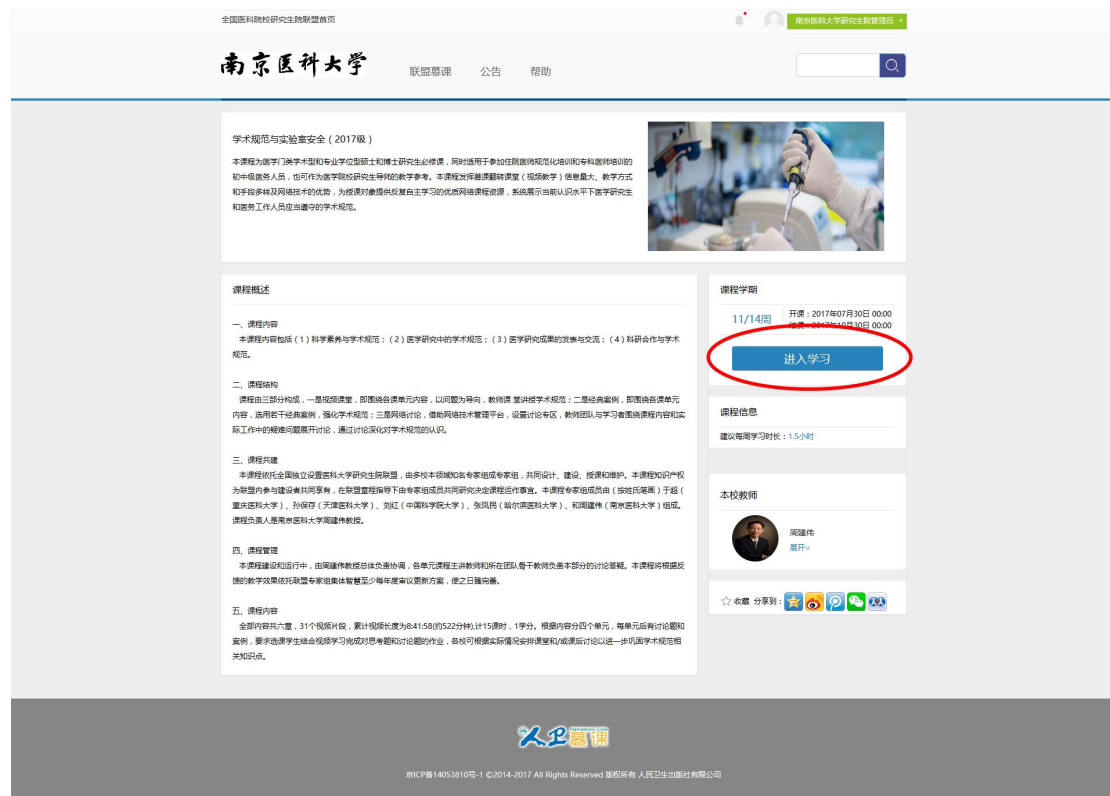 全国医科院校研究生院联盟首页
南京医科大学研究生院管理员
南京医科大学
联盟慕课 公告 帮助
学术规范与实验室安全（2017级）
本课程为医学门类学术型和专业学位型硕士和博士研究生必修课，同时适用于参加住院医师规范化培训和专科医师培训的
初中级医务人员，也可作为医学院校研究生导师的教学参考。本课程发挥慕课翻转课堂（视频教学）信息量大、教学方式
和手段多样及网络技术的优势，为授课对象提供反复自主学习的优质网络课程资源，系统展示当前认识水平下医学研究生
和医务工作人员应当遵守的学术规范。
课程概述
一、课程内容
本课程内容包括（1）科学素养与学术规范；（2）医学研究中的学术规范；（3）医学研究成果的发表与交流；（4）科研合作与学术
规范。
二、课程结构
课程由三部分构成，一是视频课堂，即围绕各课单元内容，以问题为导向，教师课 堂讲授学术规范；二是经典案例，即围绕各课单元
内容，选用若干经典案例，强化学术规范；三是网络讨论，借助网络技术管理平台，设置讨论专区，教师团队与学习者围绕课程内容和实
际工作中的疑难问题展开讨论，通过讨论深化对学术规范的认识。
三、课程共建
本课程依托全国独立设置医科大学研究生院联盟，由多校本领域知名专家组成专家组，共同设计、建设、授课和维护。本课程知识产权
为联盟内参与建设者共同享有，在联盟章程指导下由专家组成员共同研究决定课程运作事宜。本课程专家组成员由（按姓氏笔画）于超（
重庆医科大学）、孙保存（天津医科大学）、刘红（中国科学院大学）、张凤民（哈尔滨医科大学）、和周建伟（南京医科大学）组成。
课程负责人是南京医科大学周建伟教授。
四、课程管理
本课程建设和运行中，由周建伟教授总体负责协调，各单元课程主讲教师和所在团队骨干教师负责本部分的讨论答疑。本课程将根据反
馈的教学效果依托联盟专家组集体智慧至少每年度审议更新方案，使之日臻完善。
五、课程内容
全部内容共六章，31个视频片段，累计视频长度为8:41:58(约522分钟),计15课时，1学分。根据内容分四个单元，每单元后有讨论题和
案例，要求选课学生结合视频学习完成对思考题和讨论题的作业，各校可根据实际情况安排课堂和/或课后讨论以进一步巩固学术规范相
关知识点。
课程学期
11/14周
开课：2017年07月30日 00:00
结课：2017年10月30日 00:00
进入学习
课程信息
建议每周学习时长：1.5小时
本校教师
周建伟
展开
收藏 分享到：
人卫慕课
京ICP备14053810号-1 ©2014-2017 All Rights Reserved 版权所有 人民卫生出版社有限公司